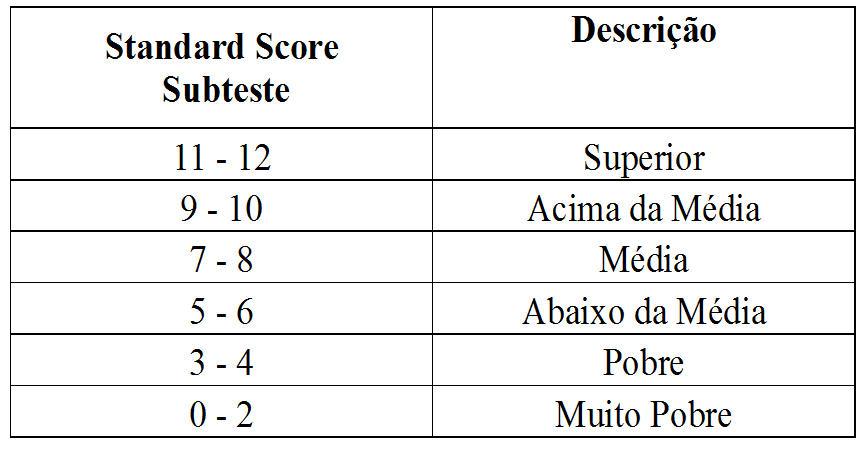 Standard Score Descrição
Subteste
11 - 12 Superior
9 - 10 Acima da Média
7 - 8 Média
5 - 6 Abaixo da Média
3 - 4 Pobre
0 - 2 Muito Pobre